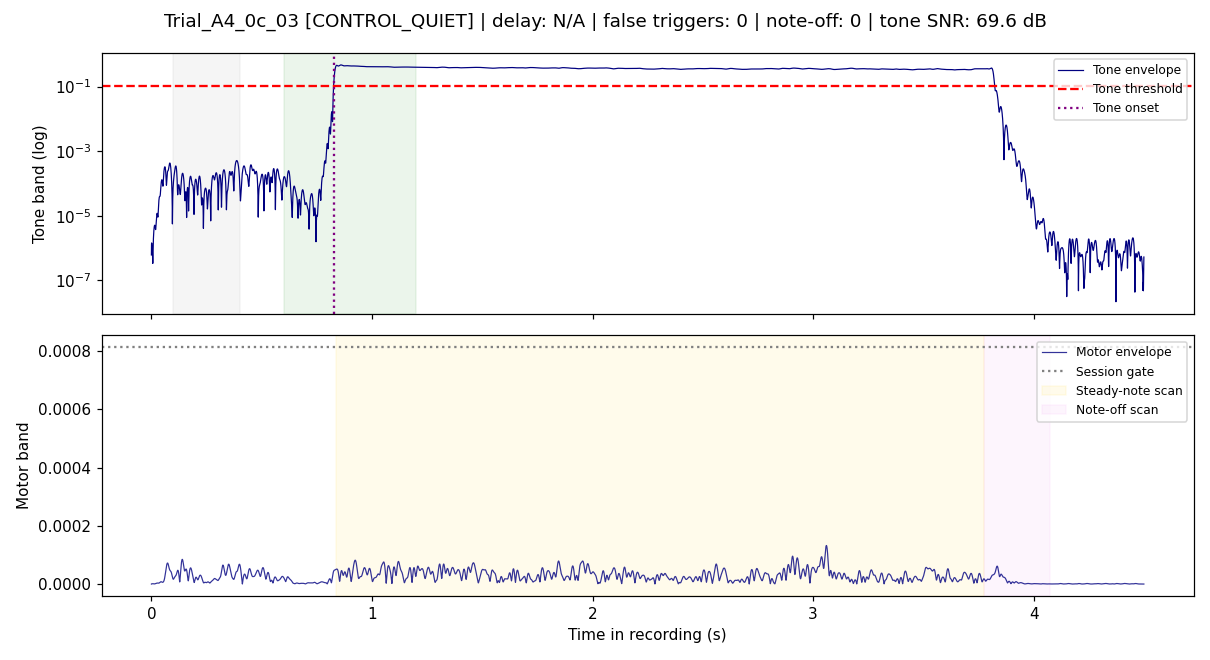 Trial_A4_0c_03 [CONTROL_QUIET] | delay: N/A | false triggers: 0 | note-off: 0 | tone SNR: 69.6 dB
Tone band (log)
10⁻¹
10⁻³
10⁻⁵
10⁻⁷
Tone envelope
Tone threshold
Tone onset
Motor band
0.0008
0.0006
0.0004
0.0002
0.0000
Motor envelope
Session gate
Steady-note scan
Note-off scan
0 1 2 3 4
Time in recording (s)